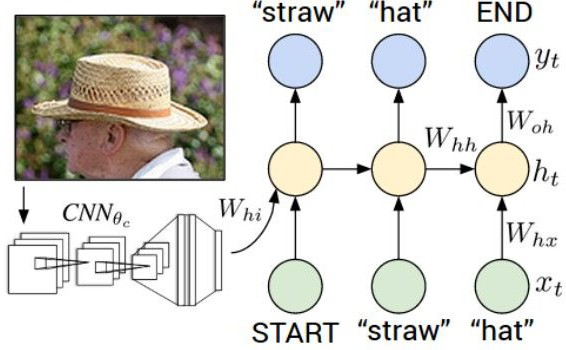 “straw” “hat” END
y_t
W_oh
W_hh
h_t
CNN_θc
W_hi
W_hx
x_t
START “straw” “hat”